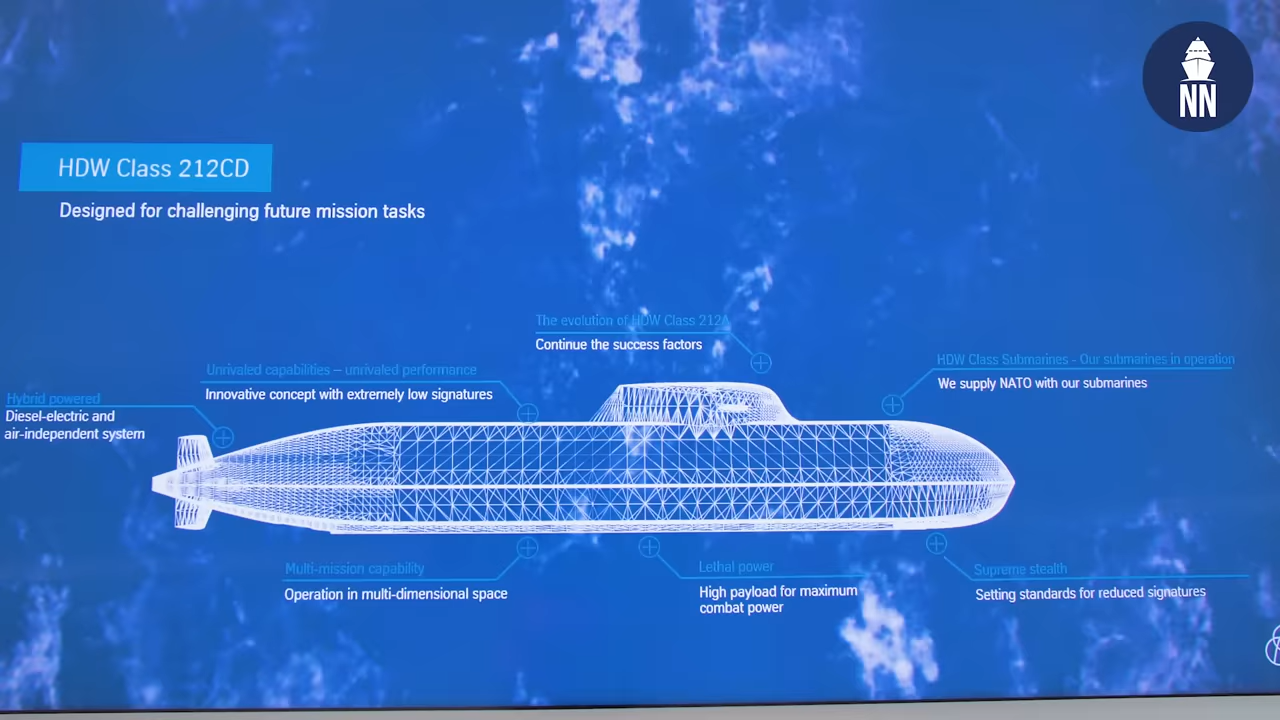 NN
HDW Class 212CD
Designed for challenging future mission tasks
The evolution of HDW Class 212A
Continue the success factors
HDW Class Submarines - Our submarines in operation
We supply NATO with our submarines
Unrivaled capabilities – unrivaled performance
Innovative concept with extremely low signatures
Hybrid powered
Diesel-electric and
air-independent system
Multi-mission capability
Operation in multi-dimensional space
Lethal power
High payload for maximum
combat power
Supreme stealth
Setting standards for reduced signatures